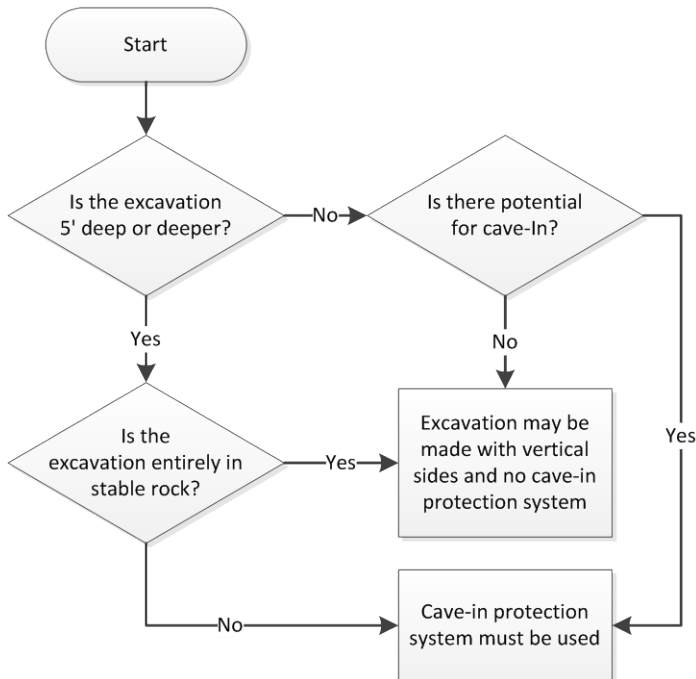 Start
Is the excavation
5' deep or deeper?
No
Is there potential
for cave-In?
Yes
No
Yes
Is the
excavation entirely in
stable rock?
Yes
Excavation may be
made with vertical
sides and no cave-in
protection system
No
Cave-in protection
system must be used